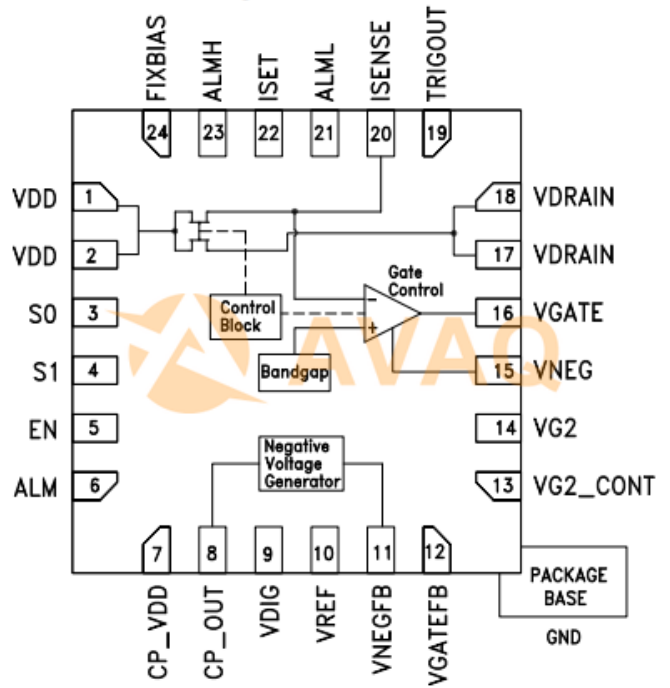 FIXBIAS
ALMH
ISET
ALML
ISENSE
TRIGOUT
24
23
22
21
20
19
VDD
1
18
VDRAIN
VDD
2
17
VDRAIN
Gate
Control
S0
3
Control
Block
16
VGATE
S1
4
Bandgap
15
VNEG
AVAQ
EN
5
14
VG2
Negative
Voltage
Generator
ALM
6
13
VG2_CONT
7
8
9
10
11
12
CP_VDD
CP_OUT
VDIG
VREF
VNEGFB
VGATEFB
PACKAGE
BASE
GND